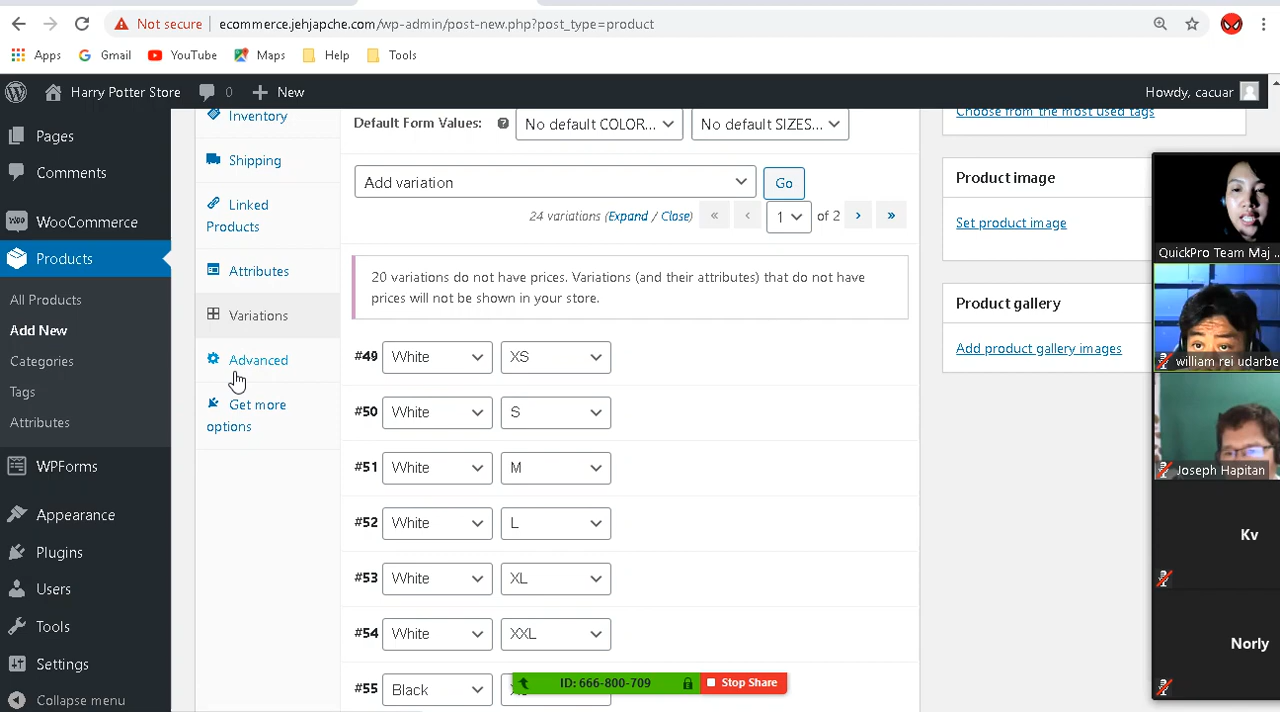 Not secure
ecommerce.jehjapche.com/wp-admin/post-new.php?post_type=product
Apps
Gmail
YouTube
Maps
Help
Tools
Harry Potter Store
0
New
Howdy, cacuar
Pages
Comments
WooCommerce
Products
All Products
Add New
Categories
Tags
Attributes
WPForms
Appearance
Plugins
Users
Tools
Settings
Collapse menu
Inventory
Shipping
Linked
Products
Attributes
Variations
Advanced
Get more
options
Default Form Values:
No default COLOR...
No default SIZES...
Add variation
Go
24 variations (Expand / Close)
« ‹ 1 of 2 › »
20 variations do not have prices. Variations (and their attributes) that do not have
prices will not be shown in your store.
#49 White XS
#50 White S
#51 White M
#52 White L
#53 White XL
#54 White XXL
#55 Black
ID: 666-800-709
Stop Share
Choose from the most used tags
Product image
Set product image
Product gallery
Add product gallery images
QuickPro Team Maj ...
william rei udarbe
Joseph Hapitan
Kv
Norly